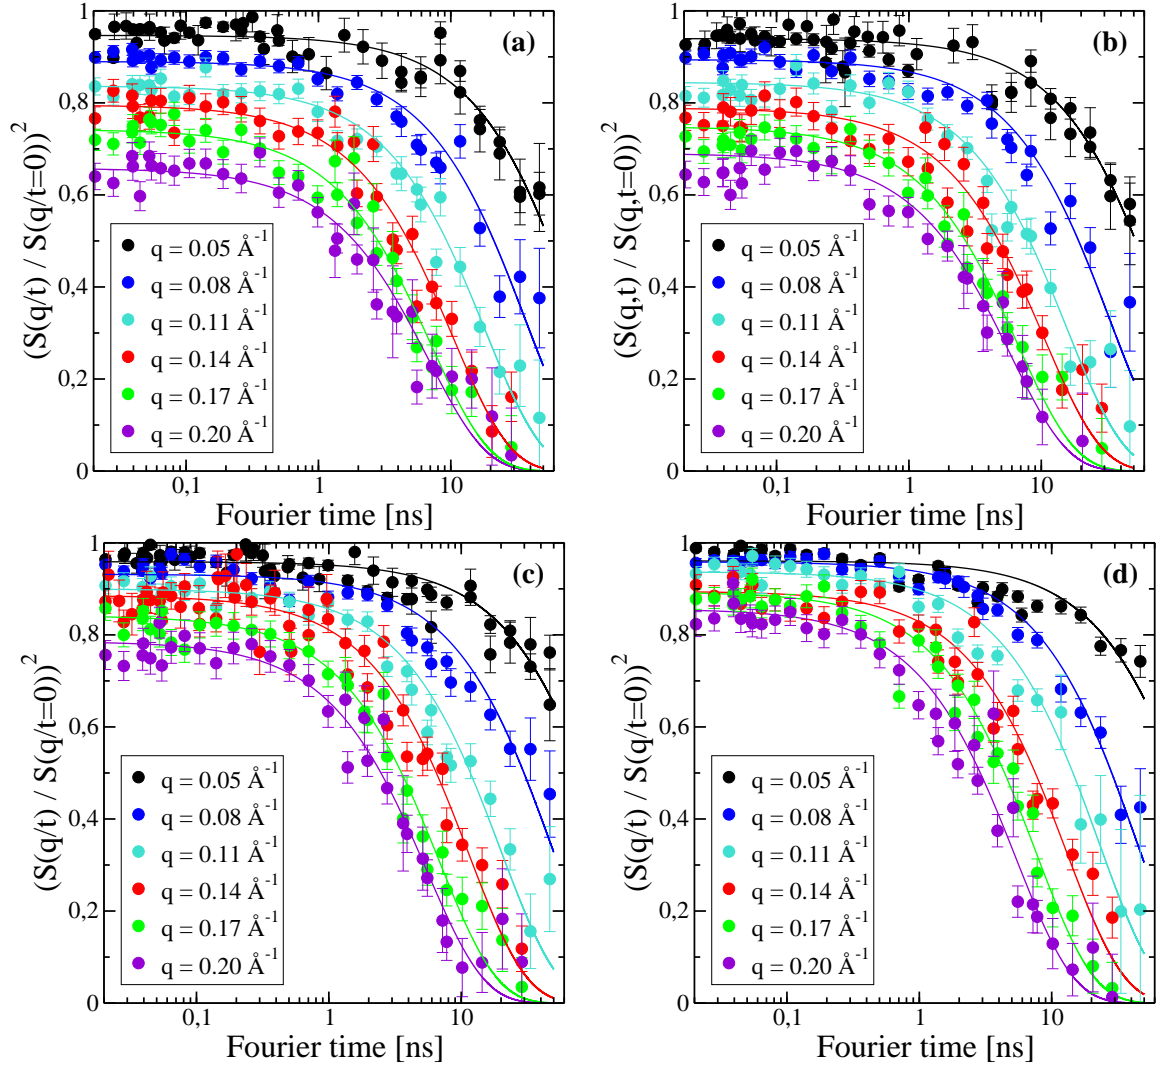 (a)
(S(q/t) / S(q/t=0))²
1
0,8
0,6
0,4
0,2
0
q = 0.05 Å⁻¹
q = 0.08 Å⁻¹
q = 0.11 Å⁻¹
q = 0.14 Å⁻¹
q = 0.17 Å⁻¹
q = 0.20 Å⁻¹
0,1 1 10
Fourier time [ns]
(b)
(S(q,t) / S(q,t=0))²
1
0,8
0,6
0,4
0,2
0
q = 0.05 Å⁻¹
q = 0.08 Å⁻¹
q = 0.11 Å⁻¹
q = 0.14 Å⁻¹
q = 0.17 Å⁻¹
q = 0.20 Å⁻¹
0,1 1 10
Fourier time [ns]
(c)
(S(q/t) / S(q/t=0))²
1
0,8
0,6
0,4
0,2
0
q = 0.05 Å⁻¹
q = 0.08 Å⁻¹
q = 0.11 Å⁻¹
q = 0.14 Å⁻¹
q = 0.17 Å⁻¹
q = 0.20 Å⁻¹
0,1 1 10
Fourier time [ns]
(d)
(S(q/t) / S(q/t=0))²
1
0,8
0,6
0,4
0,2
0
q = 0.05 Å⁻¹
q = 0.08 Å⁻¹
q = 0.11 Å⁻¹
q = 0.14 Å⁻¹
q = 0.17 Å⁻¹
q = 0.20 Å⁻¹
0,1 1 10
Fourier time [ns]